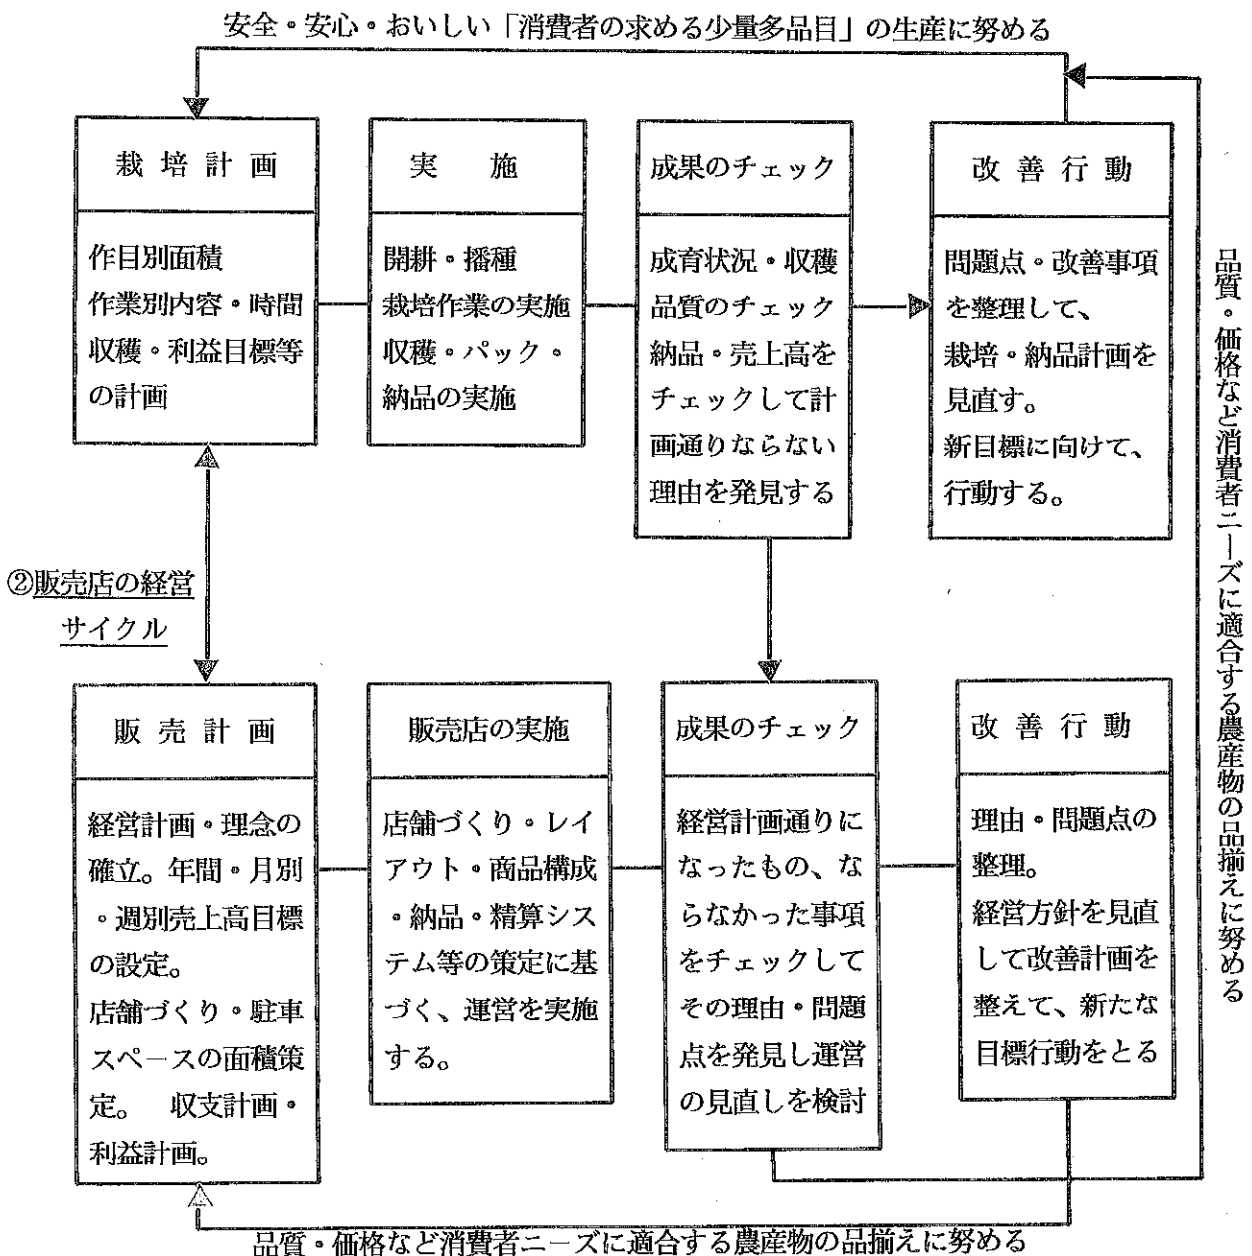 安全・安心・おいしい「消費者の求める少量多品目」の生産に努める
栽培計画
作目別面積
作業別内容・時間
収穫・利益目標等
の計画
実　施
開耕・播種
栽培作業の実施
収穫・パック・
納品の実施
成果のチェック
成育状況・収穫
品質のチェック
納品・売上高を
チェックして計
画通りならない
理由を発見する
改善行動
問題点・改善事項
を整理して、
栽培・納品計画を
見直す。
新目標に向けて、
行動する。
品質・価格など消費者ニーズに適合する農産物の品揃えに努める
②販売店の経営
サイクル
販売計画
経営計画・理念の
確立。年間・月別
・週別売上高目標
の設定。
店舗づくり・駐車
スペースの面積策
定。　収支計画・
利益計画。
販売店の実施
店舗づくり・レイ
アウト・商品構成
・納品・精算シス
テム等の策定に基
づく、運営を実施
する。
成果のチェック
経営計画通りに
なったもの、な
らなかった事項
をチェックして
その理由・問題
点を発見し運営
の見直しを検討
改善行動
理由・問題点の
整理。
経営方針を見直
して改善計画を
整えて、新たな
目標行動をとる
品質・価格など消費者ニーズに適合する農産物の品揃えに努める